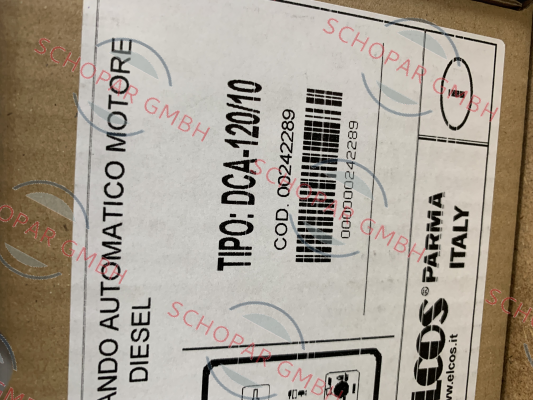 ANDO AUTOMATICO MOTORE
DIESEL
TIPO: DCA-120/10
COD. 00242289
000000242289
I
ELCOS® PARMA
ITALY
www.elcos.it
SCHOPAR GMBH
SCHOPAR GMBH
SCHOPAR GMBH
SCHOPAR GMBH
SCHOPAR GMBH